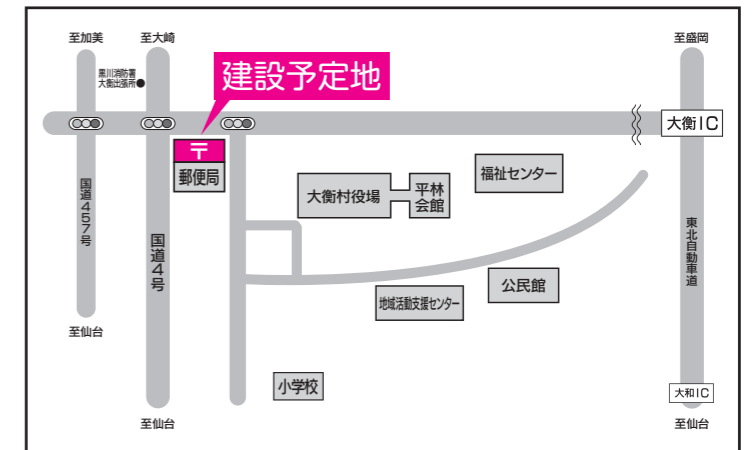 至加美
至大崎
至盛岡
黒川消防署
大衡出張所●
建設予定地
大衡IC
〒
郵便局
大衡村役場
平林
会館
福祉センター
国道457号
国道4号
東北自動車道
公民館
地域活動支援センター
至仙台
小学校
大和IC
至仙台
至仙台